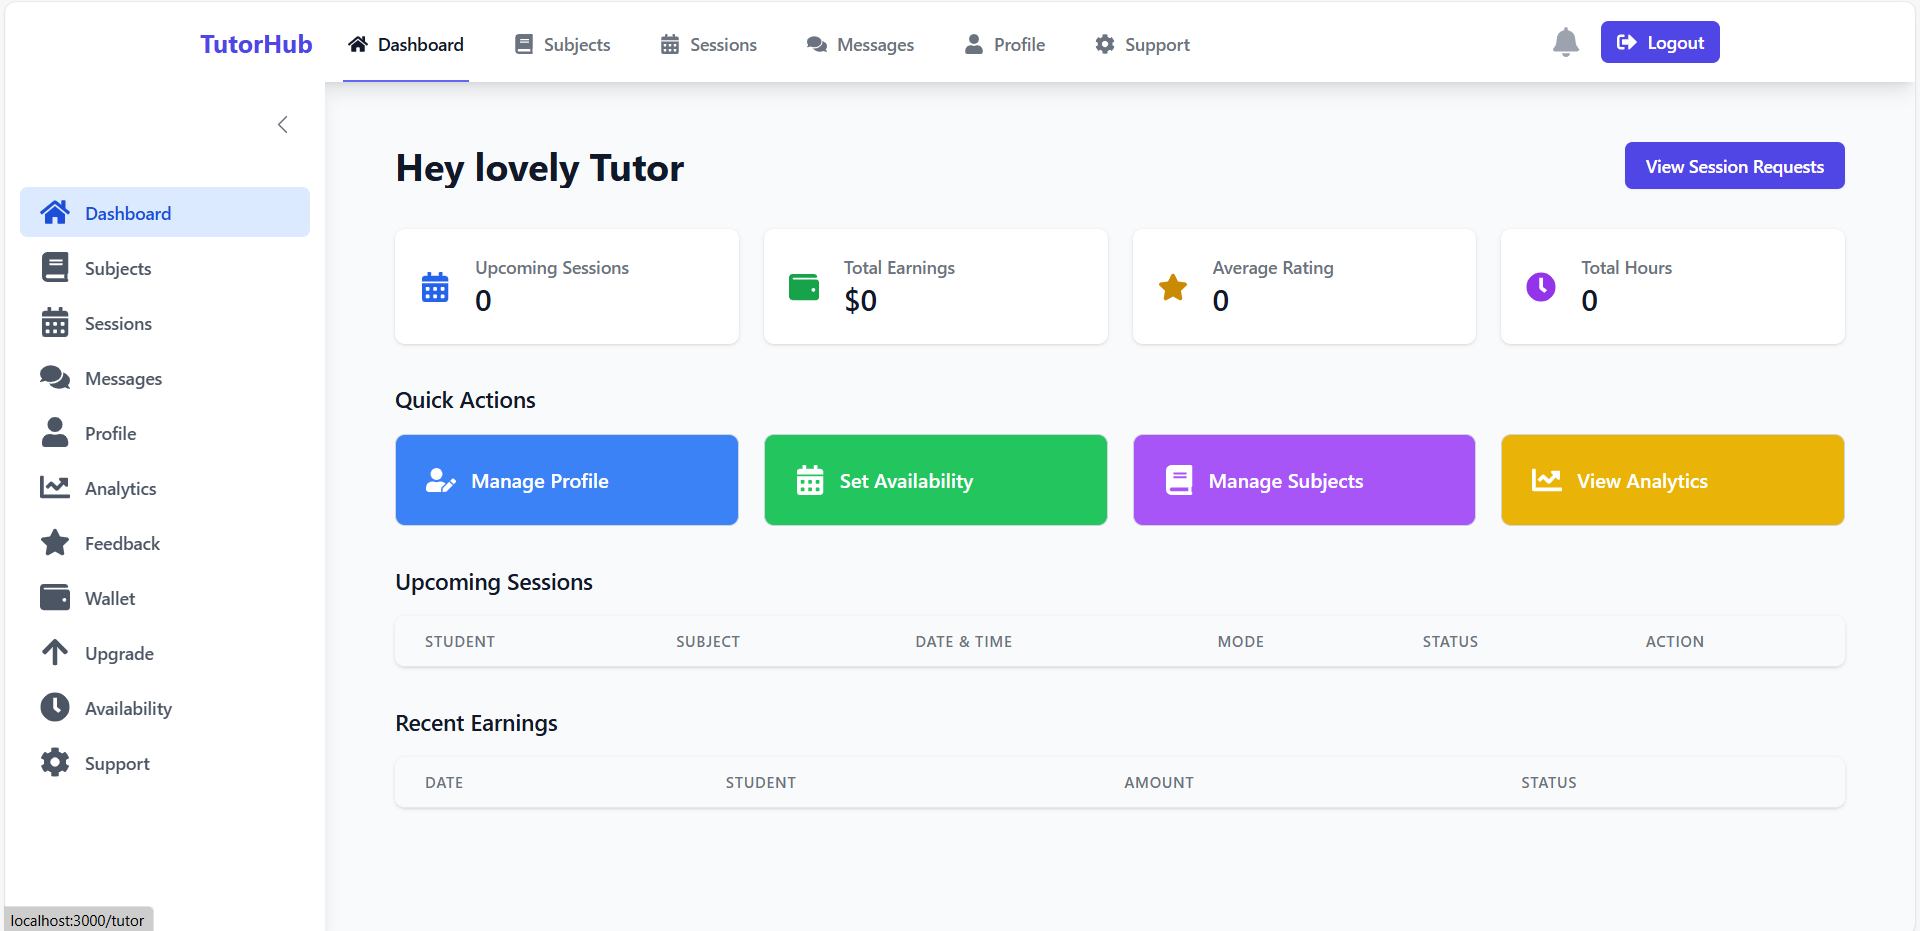 TutorHub Dashboard Subjects Sessions Messages Profile Support Logout
Dashboard
Subjects
Sessions
Messages
Profile
Analytics
Feedback
Wallet
Upgrade
Availability
Support
Hey lovely Tutor View Session Requests
Upcoming Sessions
0
Total Earnings
$0
Average Rating
0
Total Hours
0
Quick Actions
Manage Profile Set Availability Manage Subjects View Analytics
Upcoming Sessions
STUDENT SUBJECT DATE & TIME MODE STATUS ACTION
Recent Earnings
DATE STUDENT AMOUNT STATUS
localhost:3000/tutor